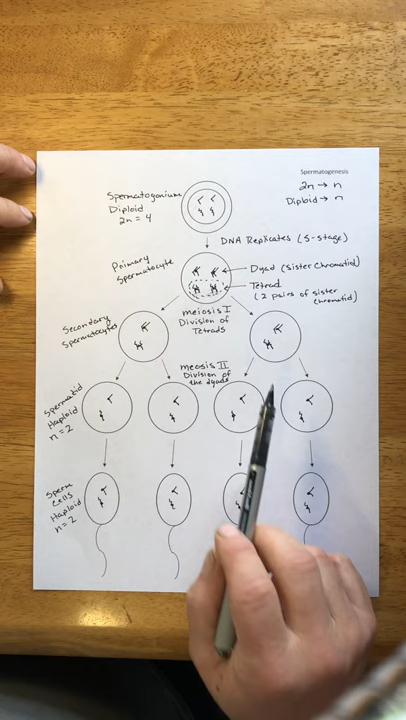 Spermatogenesis
2n → n
Diploid → n
Spermatogonium
Diploid
2n = 4
DNA Replicates (S-stage)
Primary
Spermatocyte
Dyad (sister Chromatid)
Tetrad
(2 pairs of sister
chromatid)
meiosis I
Division of
Tetrads
Secondary
Spermatocytes
meosis II
Division of
the dyads
Spermatid
Haploid
n = 2
Sperm
Cells
Haploid
n = 2